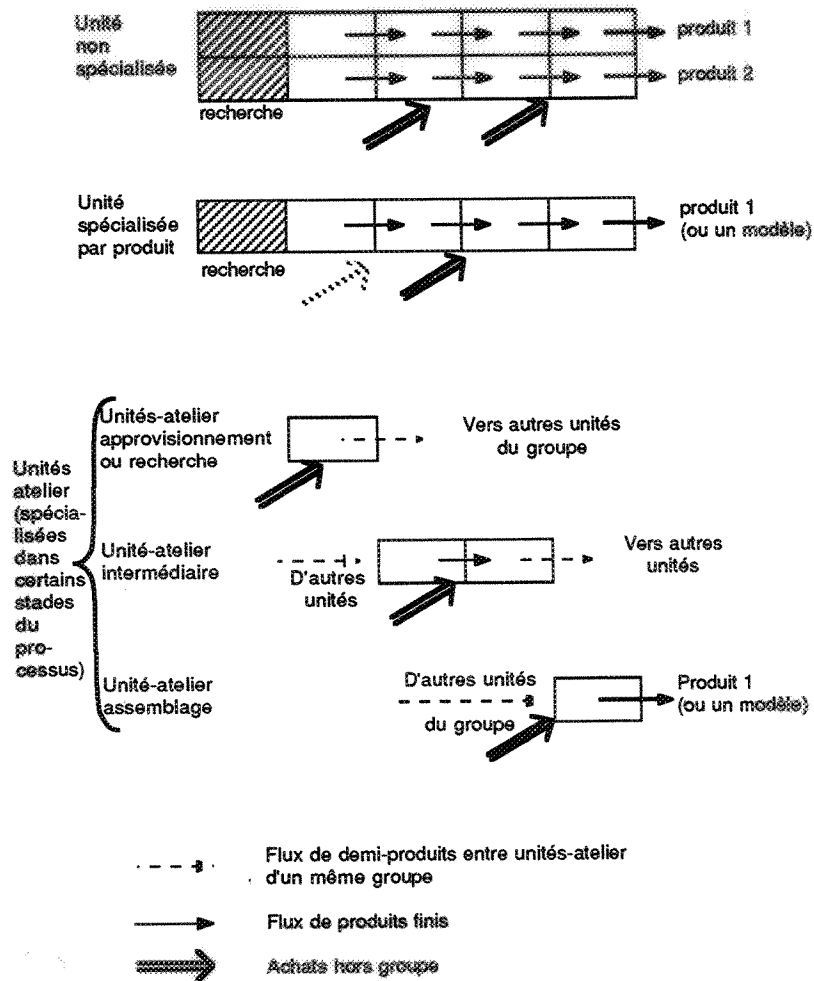 Unité
non
spécialisée
produit 1
produit 2
recherche
Unité
spécialisée
par produit
produit 1
(ou un modèle)
recherche
Unités
atelier
(spécia-
lisées
dans
certains
stades
du
pro-
cessus)
Unités-atelier
approvisionnement
ou recherche
Vers autres unités
du groupe
Unité-atelier
intermédiaire
D'autres
unités
Vers autres
unités
Unité-atelier
assemblage
D'autres unités
du groupe
Produit 1
(ou un modèle)
Flux de demi-produits entre unités-atelier
d'un même groupe
Flux de produits finis
Achats hors groupe